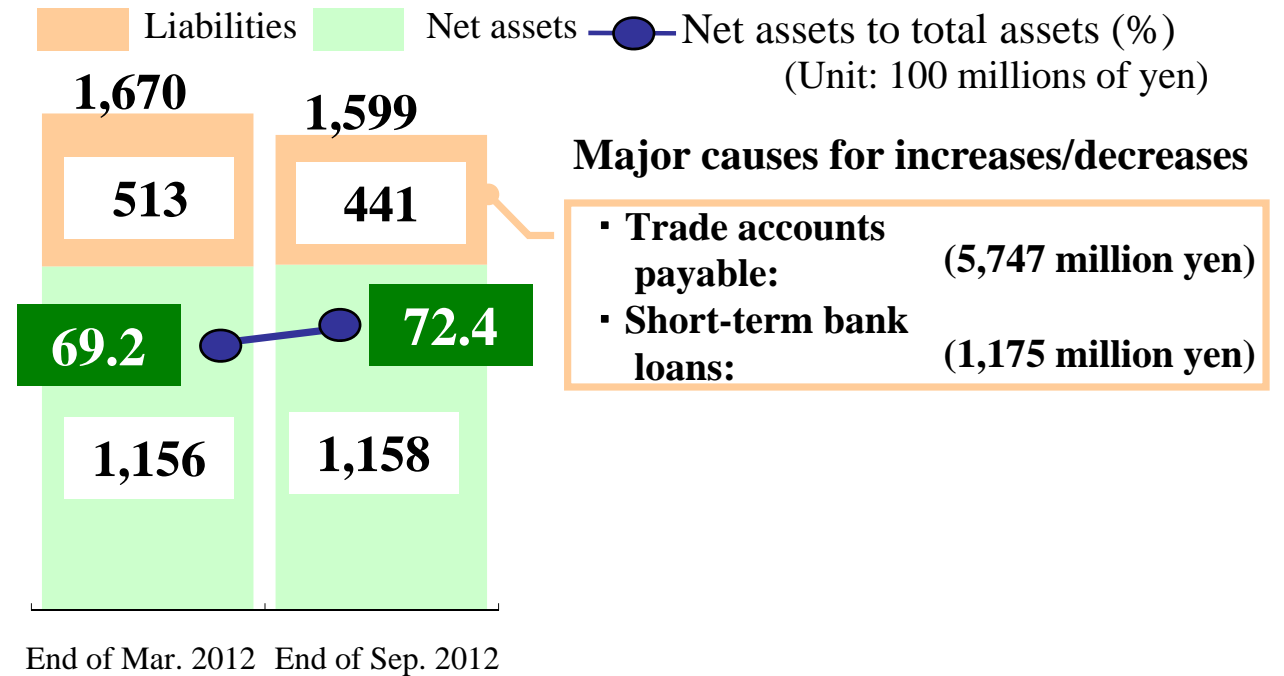 Liabilities
Net assets
Net assets to total assets (%)
(Unit: 100 millions of yen)
1,670
1,599
513
441
69.2
72.4
1,156
1,158
End of Mar. 2012
End of Sep. 2012
Major causes for increases/decreases
・Trade accounts
payable:
(5,747 million yen)
・Short-term bank
loans:
(1,175 million yen)